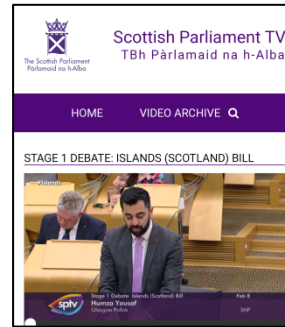 The Scottish Parliament
Pàrlamaid na h-Alba
Scottish Parliament TV
TBh Pàrlamaid na h-Alba
HOME VIDEO ARCHIVE
STAGE 1 DEBATE: ISLANDS (SCOTLAND) BILL
sptv
Stage 1 Debate: Islands (Scotland) Bill Feb 8
Humza Yousaf
Glasgow Pollok SNP